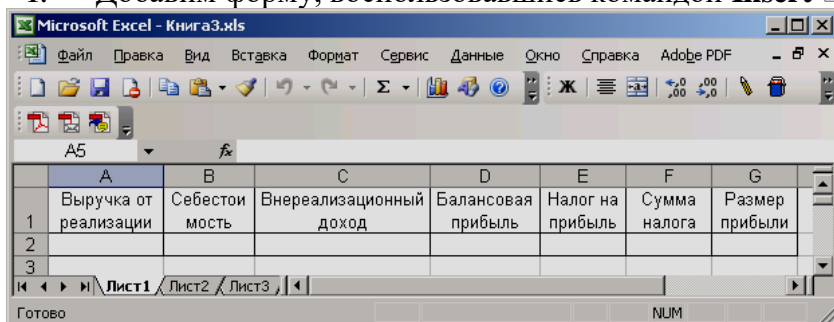 Добавим форму, воспользовавшись командой Insert
Microsoft Excel - Книга3.xls
Файл Правка Вид Вставка Формат Сервис Данные Окно Справка Adobe PDF
Σ Ж ,00 ,00
A5 fx
A B C D E F G
1 Выручка от реализации Себестои мость Внереализационный доход Балансовая прибыль Налог на прибыль Сумма налога Размер прибыли
2
3
Лист1 Лист2 Лист3
Готово NUM